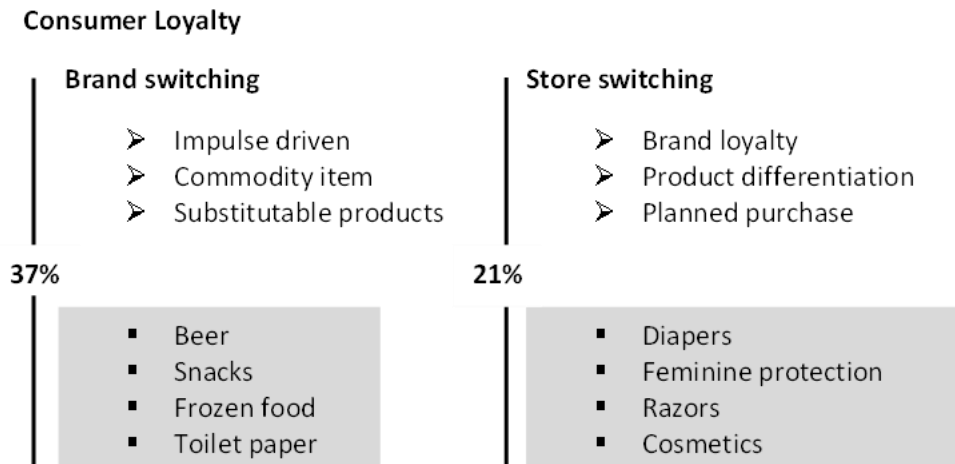 Consumer Loyalty
Brand switching
Impulse driven
Commodity item
Substitutable products
37%
Beer
Snacks
Frozen food
Toilet paper
Store switching
Brand loyalty
Product differentiation
Planned purchase
21%
Diapers
Feminine protection
Razors
Cosmetics